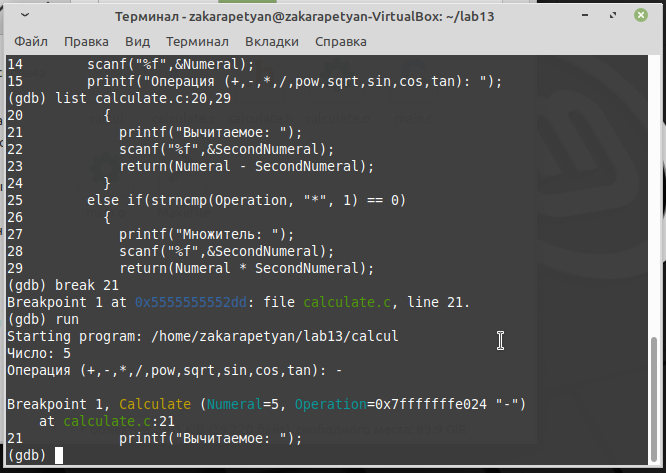 Терминал - zakarapetyan@zakarapetyan-VirtualBox: ~/lab13
Файл Правка Вид Терминал Вкладки Справка
14        scanf("%f",&Numeral);
15        printf("Операция (+,-,*,/,pow,sqrt,sin,cos,tan): ");
(gdb) list calculate.c:20,29
20          {
21            printf("Вычитаемое: ");
22            scanf("%f",&SecondNumeral);
23            return(Numeral - SecondNumeral);
24          }
25        else if(strncmp(Operation, "*", 1) == 0)
26          {
27            printf("Множитель: ");
28            scanf("%f",&SecondNumeral);
29            return(Numeral * SecondNumeral);
(gdb) break 21
Breakpoint 1 at 0x5555555552dd: file calculate.c, line 21.
(gdb) run
Starting program: /home/zakarapetyan/lab13/calcul
Число: 5
Операция (+,-,*,/,pow,sqrt,sin,cos,tan): -
Breakpoint 1, Calculate (Numeral=5, Operation=0x7fffffffe024 "-")
    at calculate.c:21
21            printf("Вычитаемое: ");
(gdb)